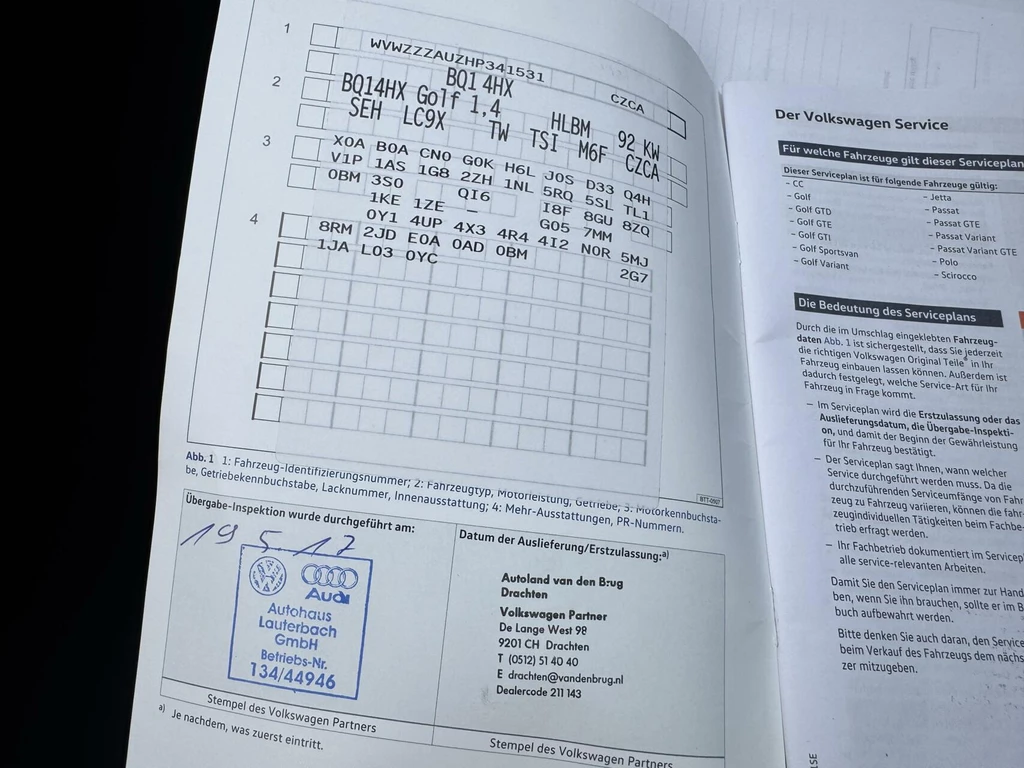 1
WVWZZZAUZHP341531
BQ14HX
CZCA
2
BQ14HX Golf 1,4 HLBM 92 KW
SEH LC9X TW TSI M6F CZCA
3
X0A B0A CN0 G0K H6L J0S D33 Q4H
V1P 1AS 1G8 2ZH 1NL 5RQ 5SL TL1
0BM 3S0 QI6 I8F 8GU 8ZQ
1KE 1ZE – G05 7MM
4
0Y1 4UP 4X3 4R4 4I2 N0R 5MJ
8RM 2JD E0A 0AD 0BM 2G7
1JA L03 0YC
BTT-0907
Abb. 1 1: Fahrzeug-Identifizierungsnummer; 2: Fahrzeugtyp, Motorleistung, Getriebe; 3: Motorkennbuchsta-
be, Getriebekennbuchstabe, Lacknummer, Innenausstattung; 4: Mehr-Ausstattungen, PR-Nummern.
Übergabe-Inspektion wurde durchgeführt am:
19 5. 17
Audi
Autohaus
Lauterbach
GmbH
Betriebs-Nr.
134/44946
Stempel des Volkswagen Partners
Datum der Auslieferung/Erstzulassung:a)
Autoland van den Brug
Drachten
Volkswagen Partner
De Lange West 98
9201 CH Drachten
T (0512) 51 40 40
E drachten@vandenbrug.nl
Dealercode 211 143
Stempel des Volkswagen Partners
a) Je nachdem, was zuerst eintritt.
Der Volkswagen Service
Für welche Fahrzeuge gilt dieser Serviceplan
Dieser Serviceplan ist für folgende Fahrzeuge gültig:
– CC
– Golf
– Golf GTD
– Golf GTE
– Golf GTI
– Golf Sportsvan
– Golf Variant
– Jetta
– Passat
– Passat GTE
– Passat Variant
– Passat Variant GTE
– Polo
– Scirocco
Die Bedeutung des Serviceplans
Durch die im Umschlag eingeklebten Fahrzeug-
daten Abb. 1 ist sichergestellt, dass Sie jederzeit
die richtigen Volkswagen Original Teile® in Ihr
Fahrzeug einbauen lassen können. Außerdem ist
dadurch festgelegt, welche Service-Art für Ihr
Fahrzeug in Frage kommt.
– Im Serviceplan wird die Erstzulassung oder das
Auslieferungsdatum, die Übergabe-Inspekti-
on, und damit der Beginn der Gewährleistung
für Ihr Fahrzeug bestätigt.
– Der Serviceplan sagt Ihnen, wann welcher
Service durchgeführt werden muss. Da die
durchzuführenden Serviceumfänge von Fahr-
zeug zu Fahrzeug variieren, können die fahr-
zeugindividuellen Tätigkeiten beim Fachbe-
trieb erfragt werden.
– Ihr Fachbetrieb dokumentiert im Servicepl
alle service-relevanten Arbeiten.
Damit Sie den Serviceplan immer zur Hand
ben, wenn Sie ihn brauchen, sollte er im B
buch aufbewahrt werden.
Bitte denken Sie auch daran, den Service
beim Verkauf des Fahrzeugs dem nächs
zer mitzugeben.